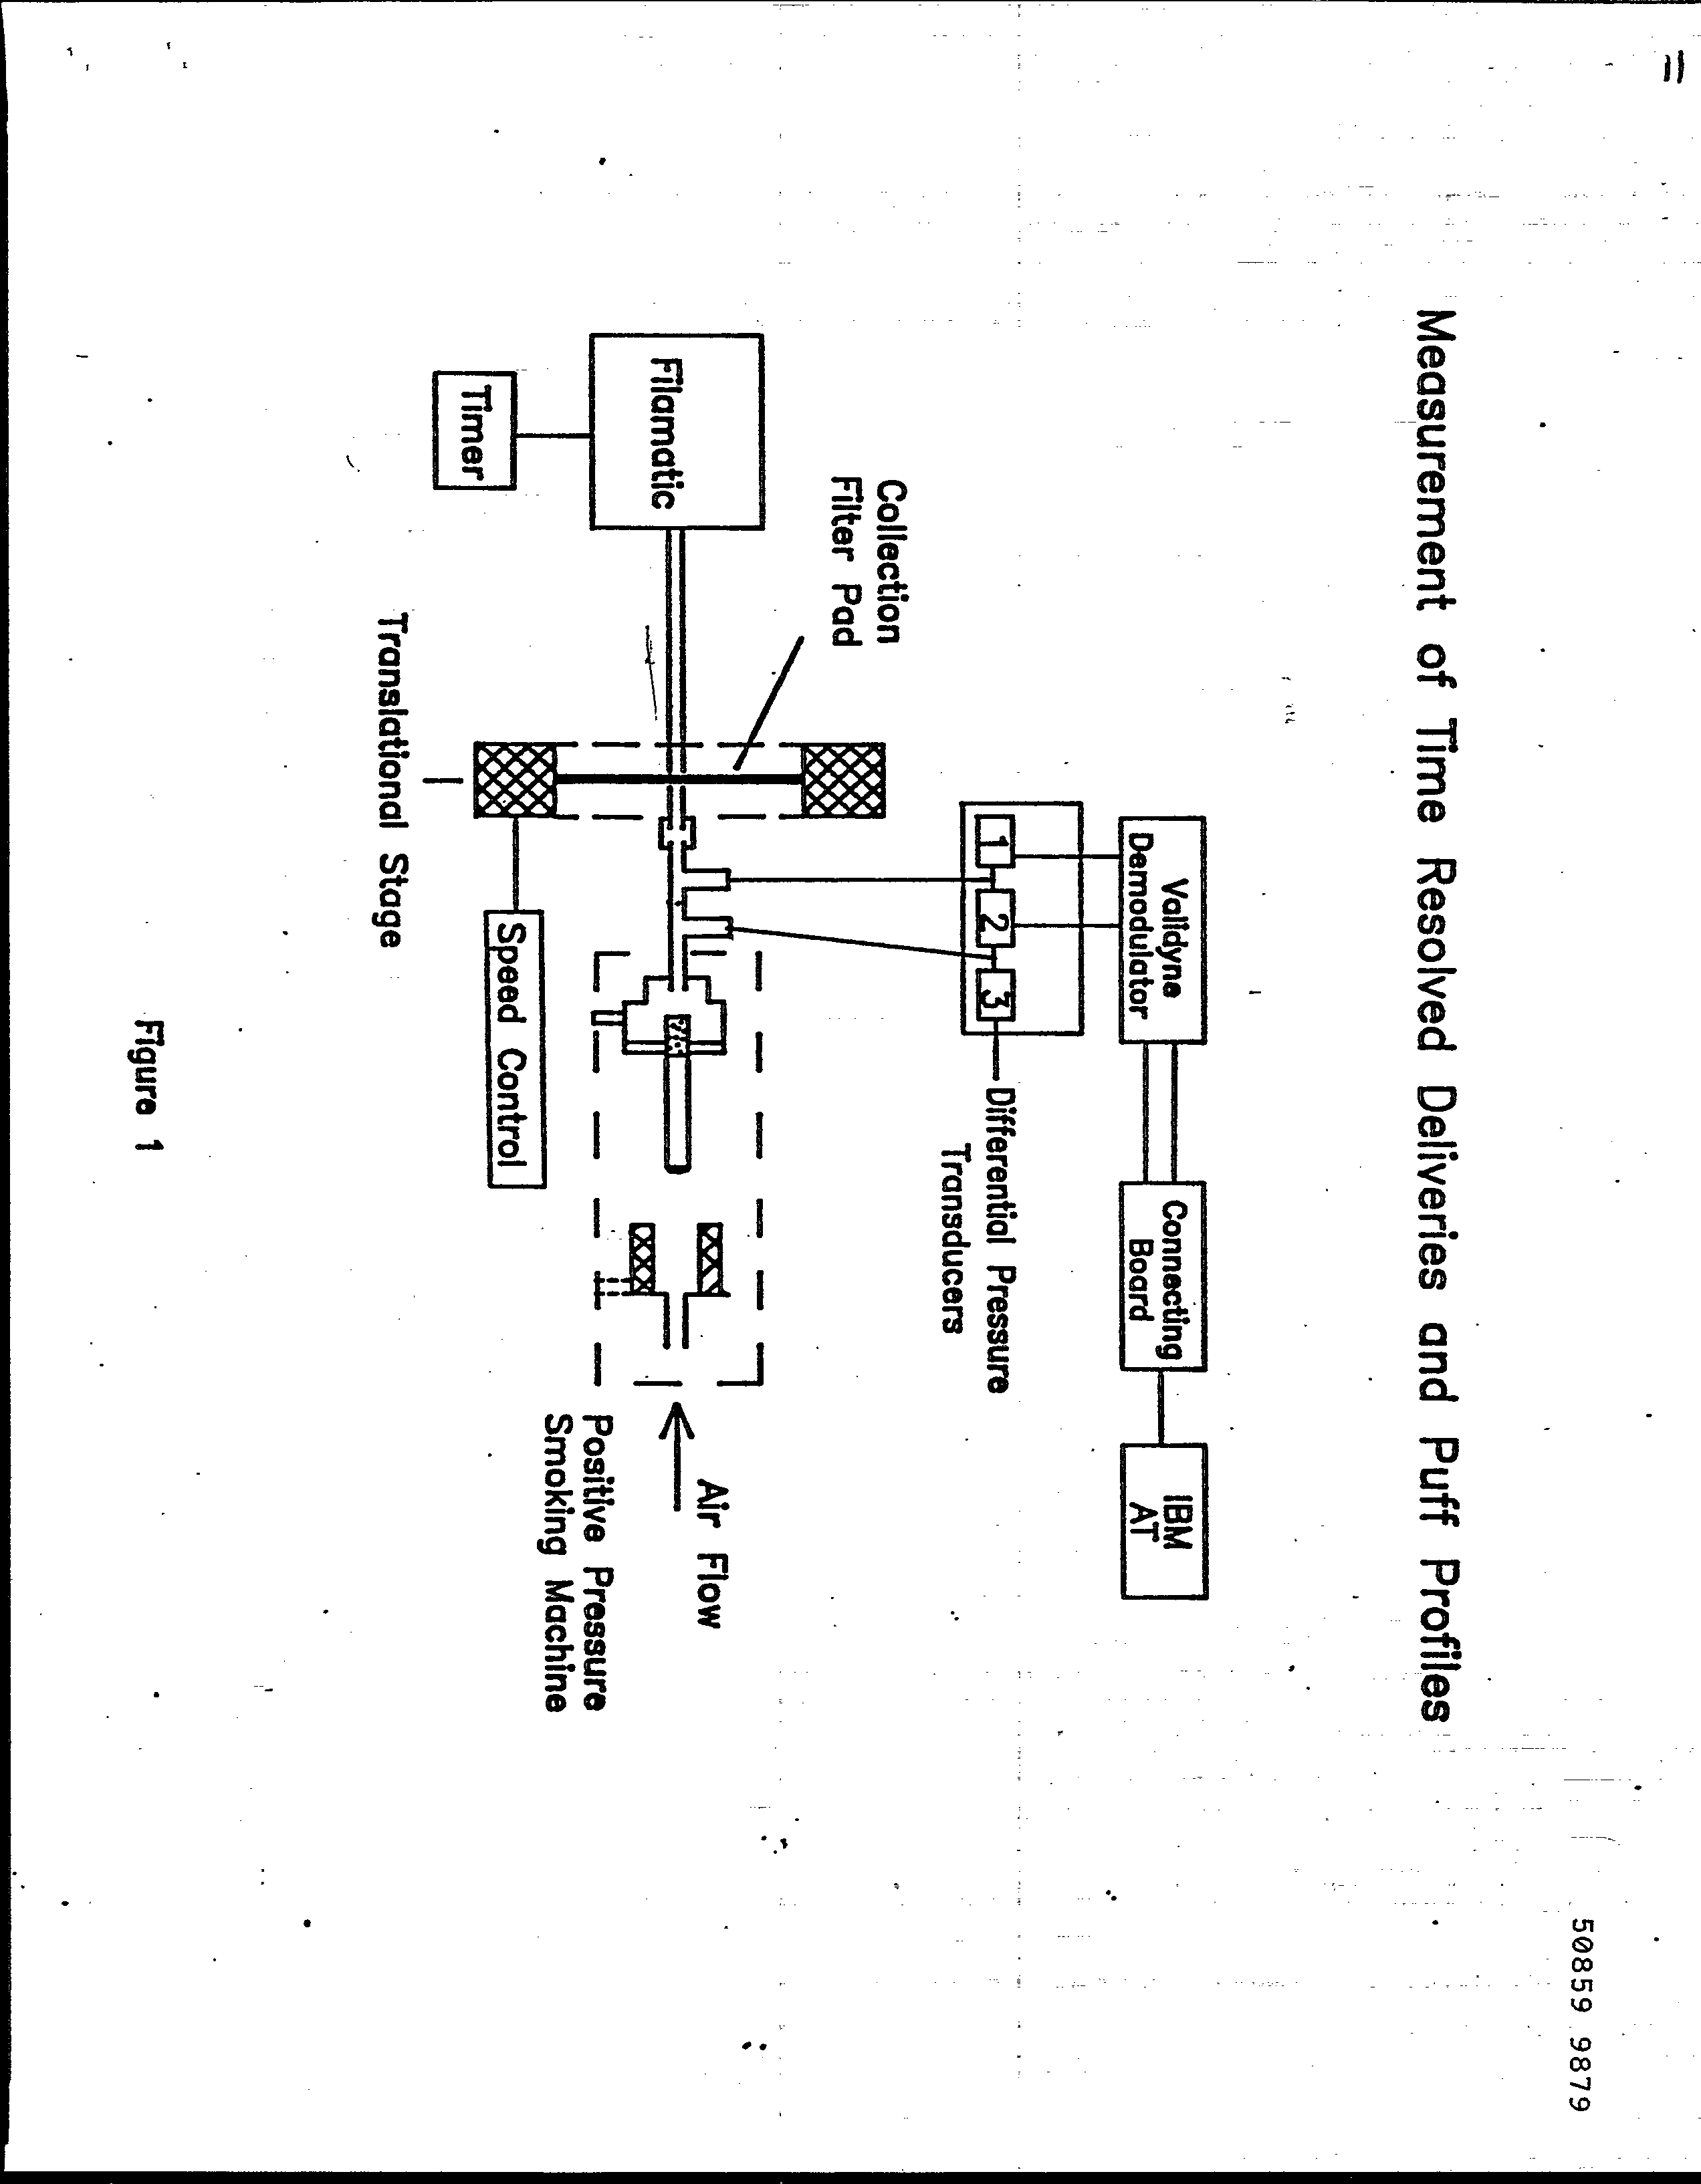 11
50859 9879
Measurement of Time Resolved Deliveries and Puff Profiles
Validyne
Demodulator
Connecting
Board
IBM
AT
1
2
3
Differential Pressure
Transducers
Collection
Filter Pad
Filamatic
Timer
Air Flow
Positive Pressure
Smoking Machine
Speed Control
Translational Stage
Figure 1